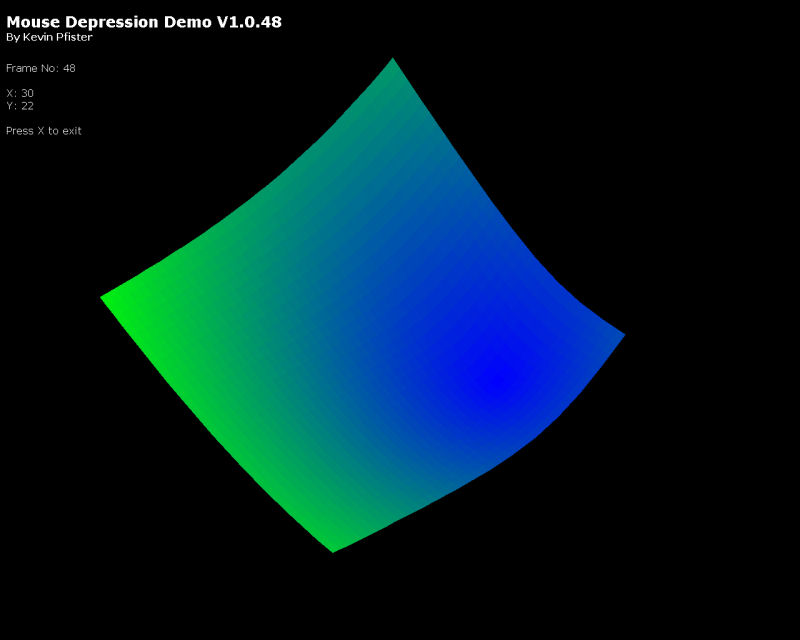 Mouse Depression Demo V1.0.48
By Kevin Pfister
Frame No: 48
X: 30
Y: 22
Press X to exit